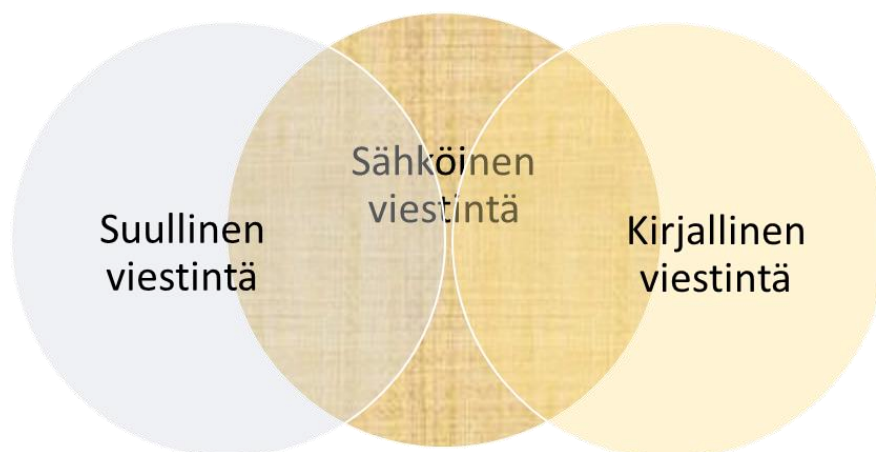 Suullinen
viestintä
Sähköinen
viestintä
Kirjallinen
viestintä